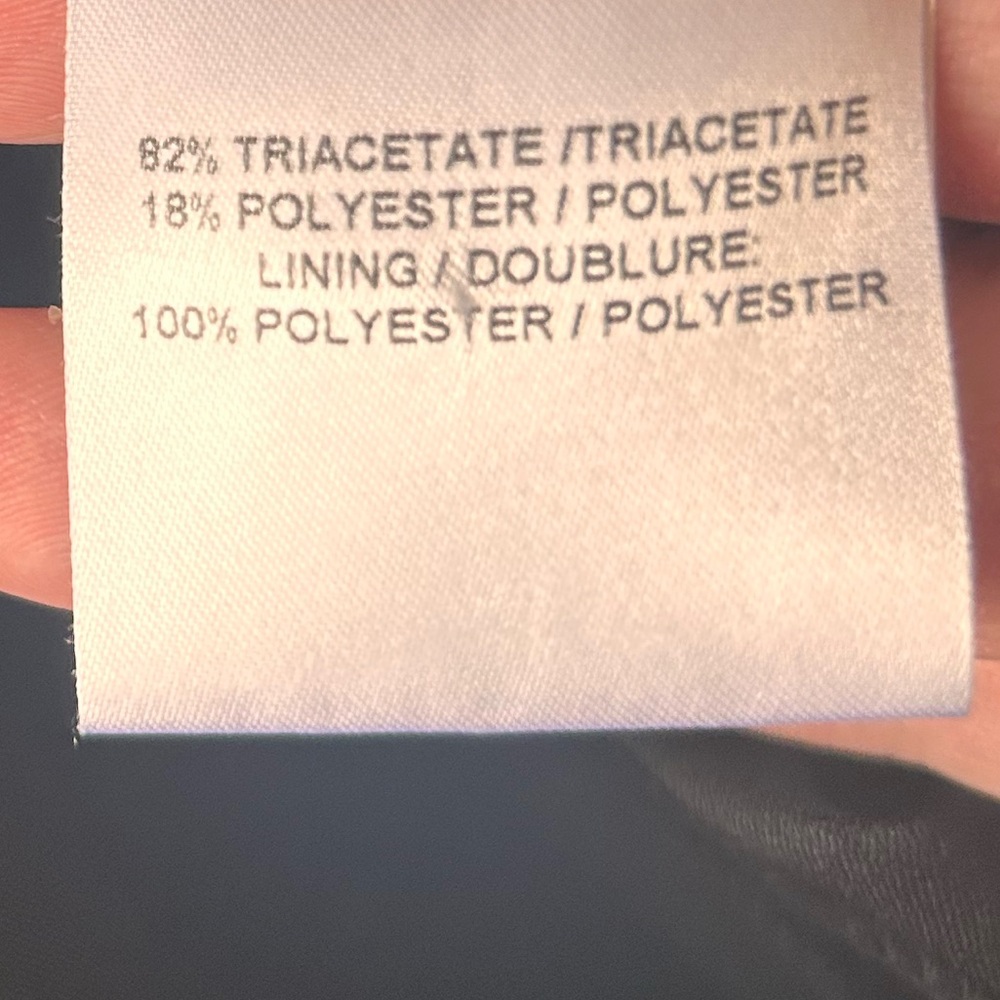 82% TRIACETATE /TRIACETATE
18% POLYESTER / POLYESTER
LINING / DOUBLURE:
100% POLYESTER / POLYESTER